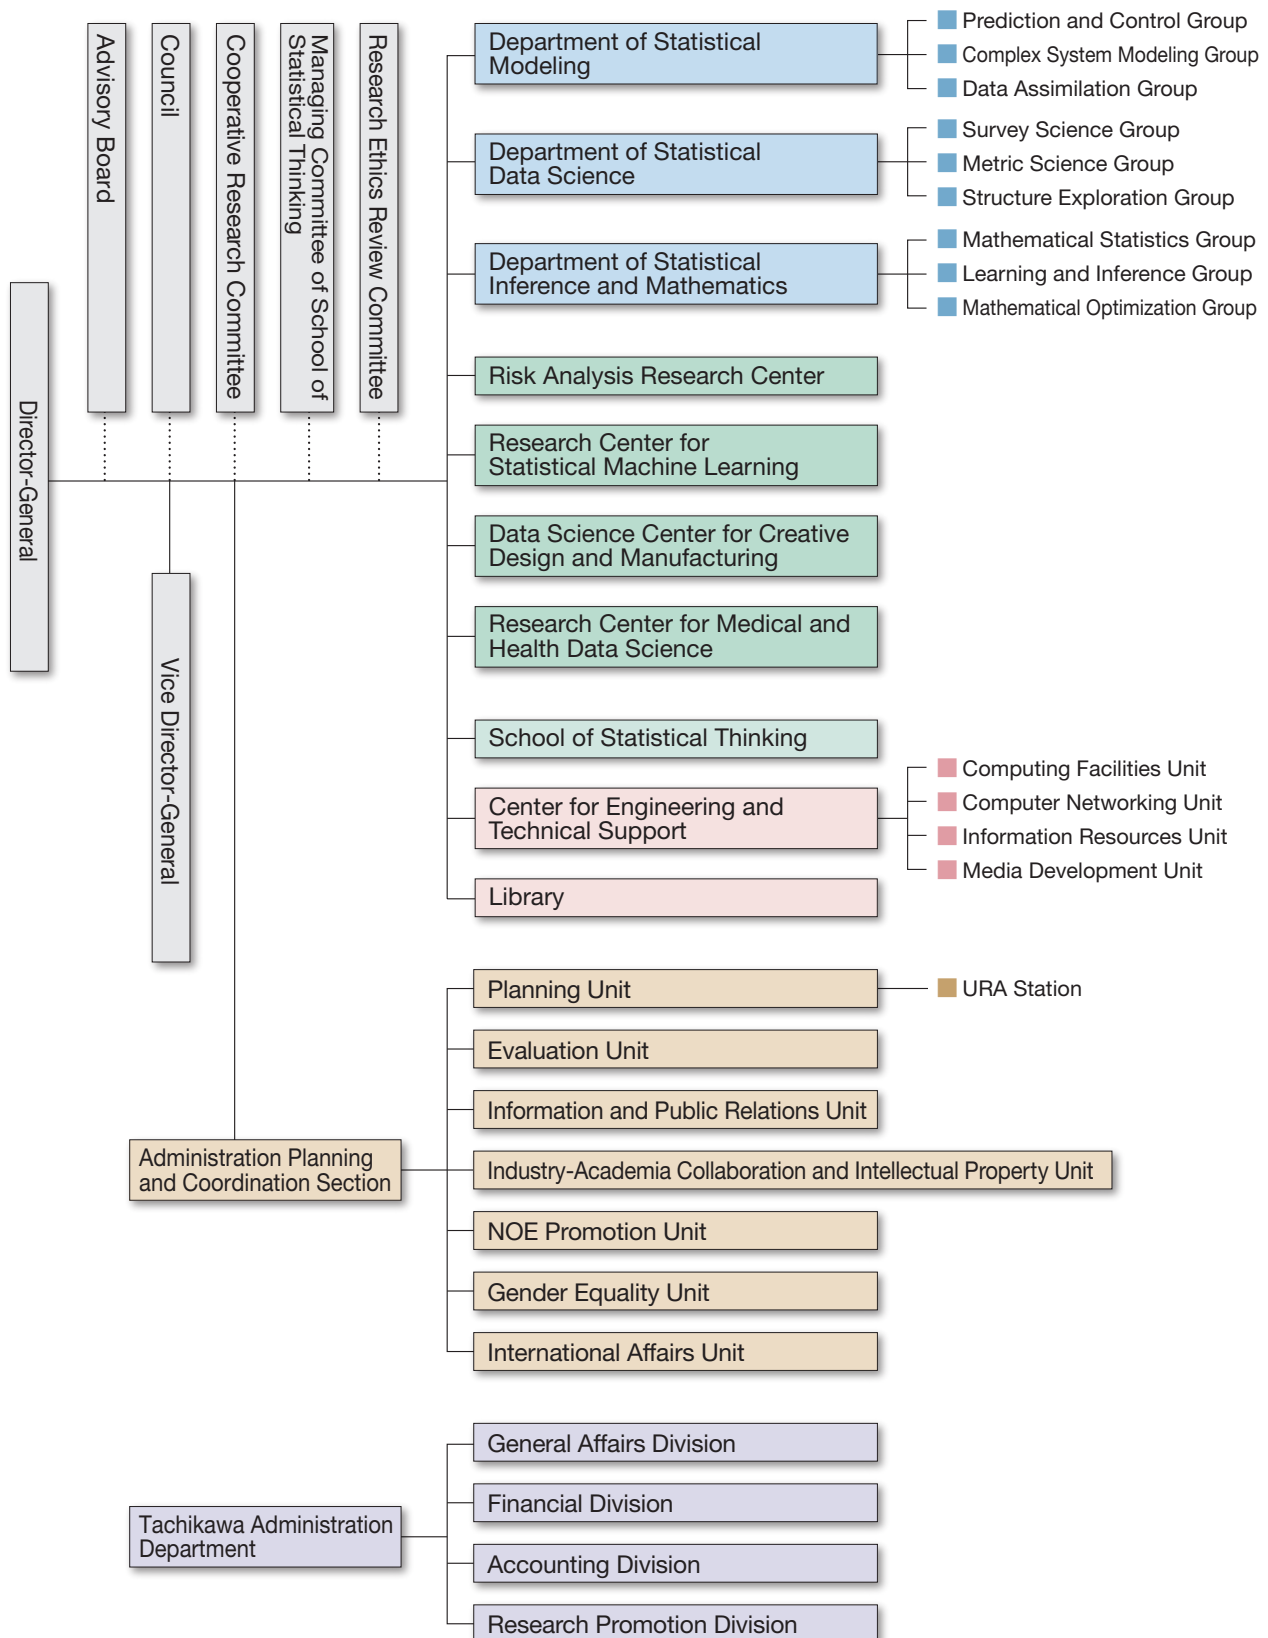 Director-General
Advisory Board
Council
Cooperative Research Committee
Managing Committee of School of
Statistical Thinking
Research Ethics Review Committee
Vice Director-General
Department of Statistical
Modeling
Prediction and Control Group
Complex System Modeling Group
Data Assimilation Group
Department of Statistical
Data Science
Survey Science Group
Metric Science Group
Structure Exploration Group
Department of Statistical
Inference and Mathematics
Mathematical Statistics Group
Learning and Inference Group
Mathematical Optimization Group
Risk Analysis Research Center
Research Center for
Statistical Machine Learning
Data Science Center for Creative
Design and Manufacturing
Research Center for Medical and
Health Data Science
School of Statistical Thinking
Center for Engineering and
Technical Support
Computing Facilities Unit
Computer Networking Unit
Information Resources Unit
Media Development Unit
Library
Administration Planning
and Coordination Section
Planning Unit
URA Station
Evaluation Unit
Information and Public Relations Unit
Industry-Academia Collaboration and Intellectual Property Unit
NOE Promotion Unit
Gender Equality Unit
International Affairs Unit
Tachikawa Administration
Department
General Affairs Division
Financial Division
Accounting Division
Research Promotion Division